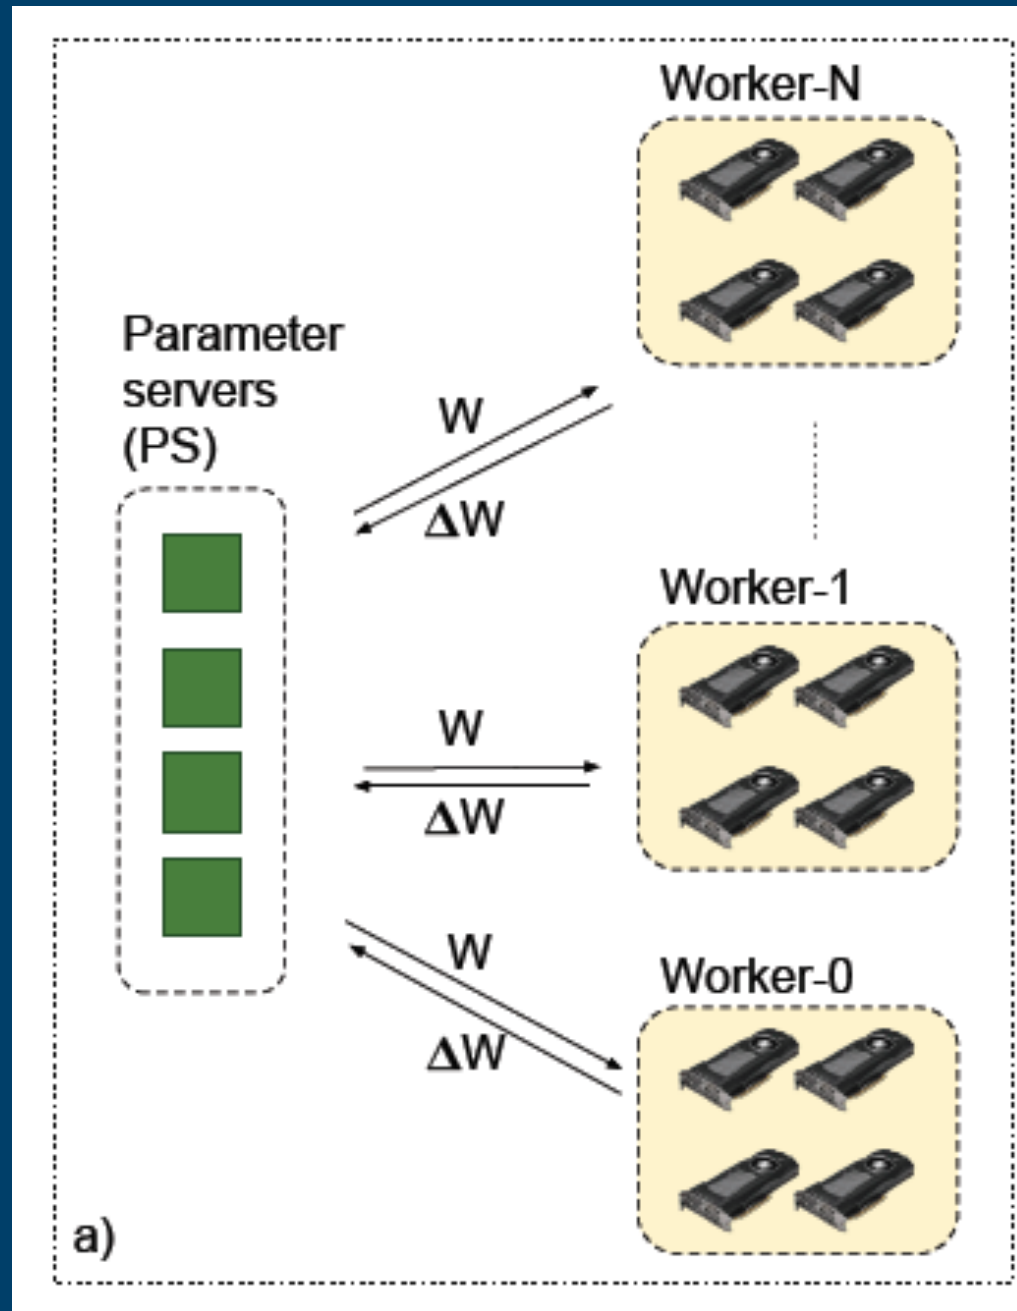 Worker-N
Parameter
servers
(PS)
W
ΔW
Worker-1
W
ΔW
Worker-0
W
ΔW
a)